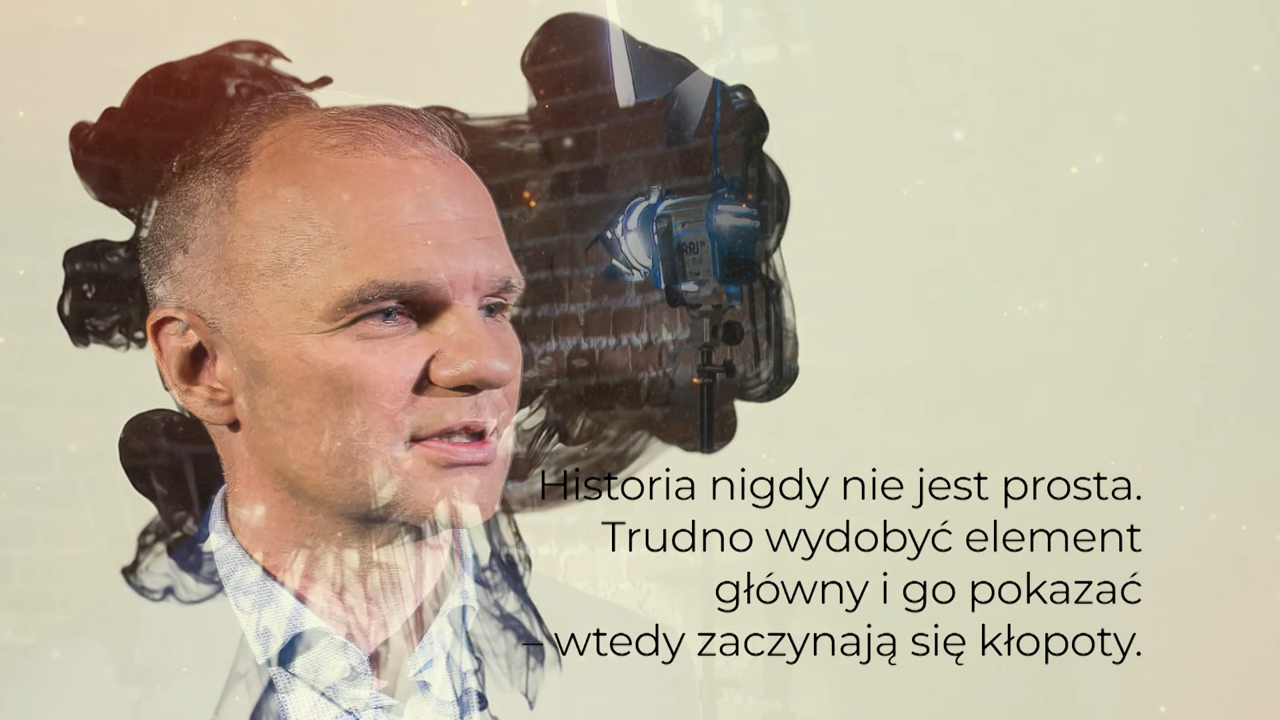 Historia nigdy nie jest prosta.
Trudno wydobyć element
główny i go pokazać
– wtedy zaczynają się kłopoty.